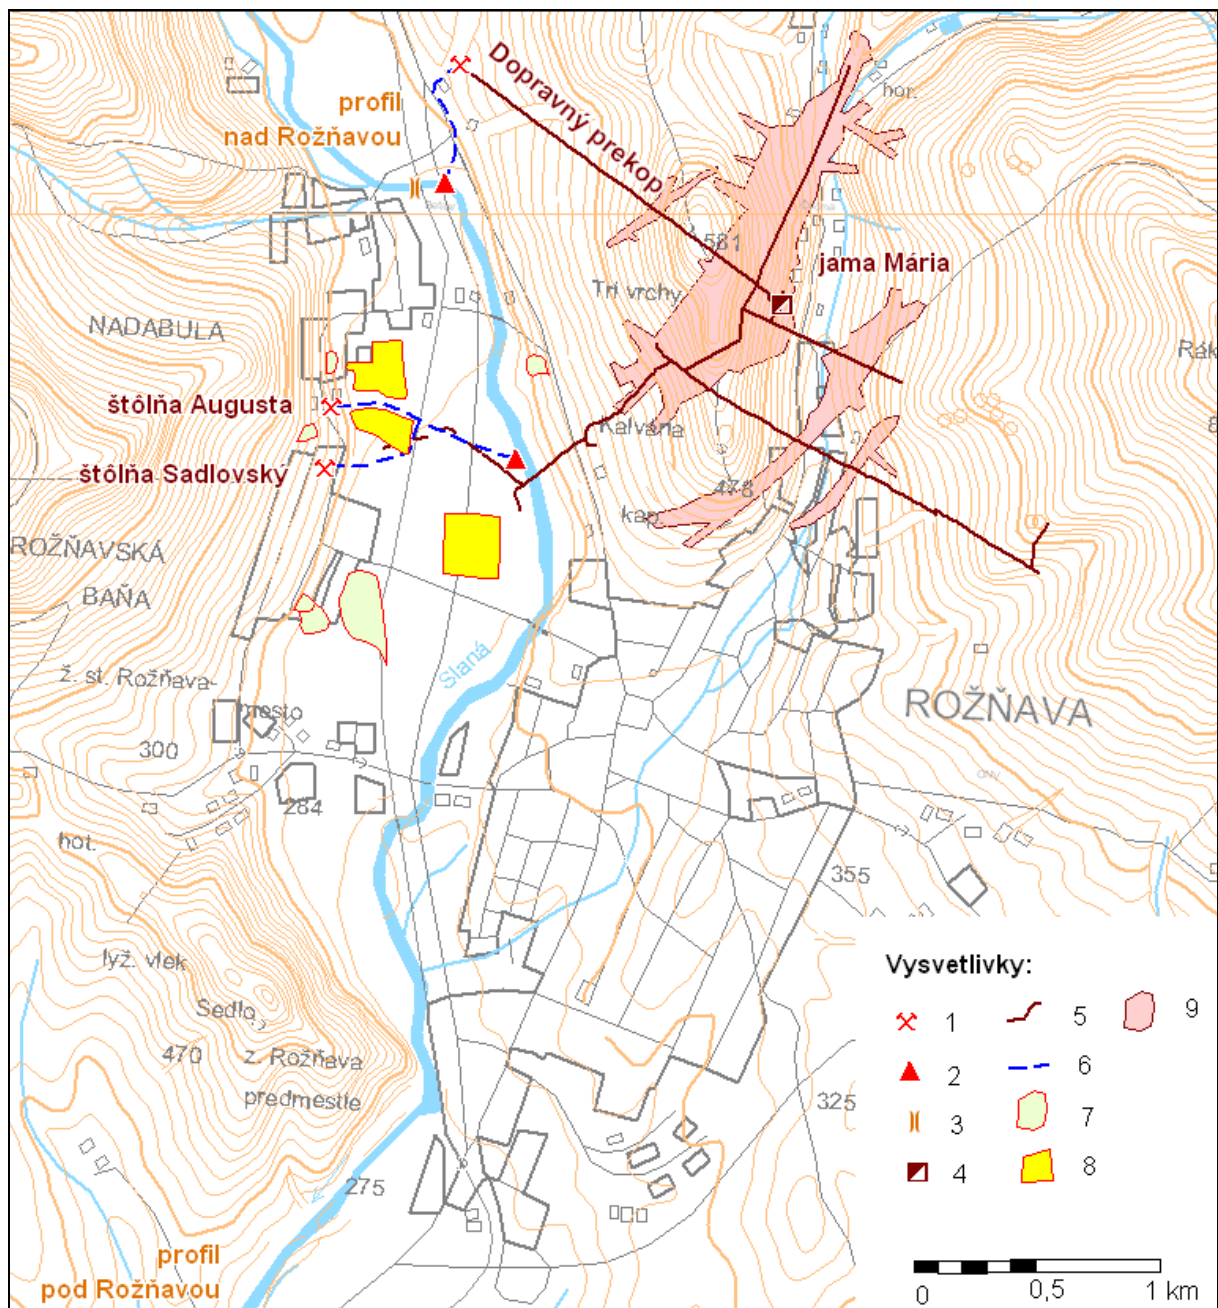 Dopravný prekop
profil
nad Rožňavou
hor.
581
jama Mária
Tri vrchy
NADABULA
Rák
štôlňa Augusta
Kalvária
8
štôlňa Sadlovský
478
kap.
ROŽŇAVSKÁ
BAŇA
Slaná
ž. st. Rožňava-
mesto
ROŽŇAVA
300
284
hot.
355
lyž. vlek
Sedlo
470
z. Rožňava
predmestie
325
275
profil
pod Rožňavou
Vysvetlivky:
1
5
9
2
6
3
7
4
8
0
0,5
1 km